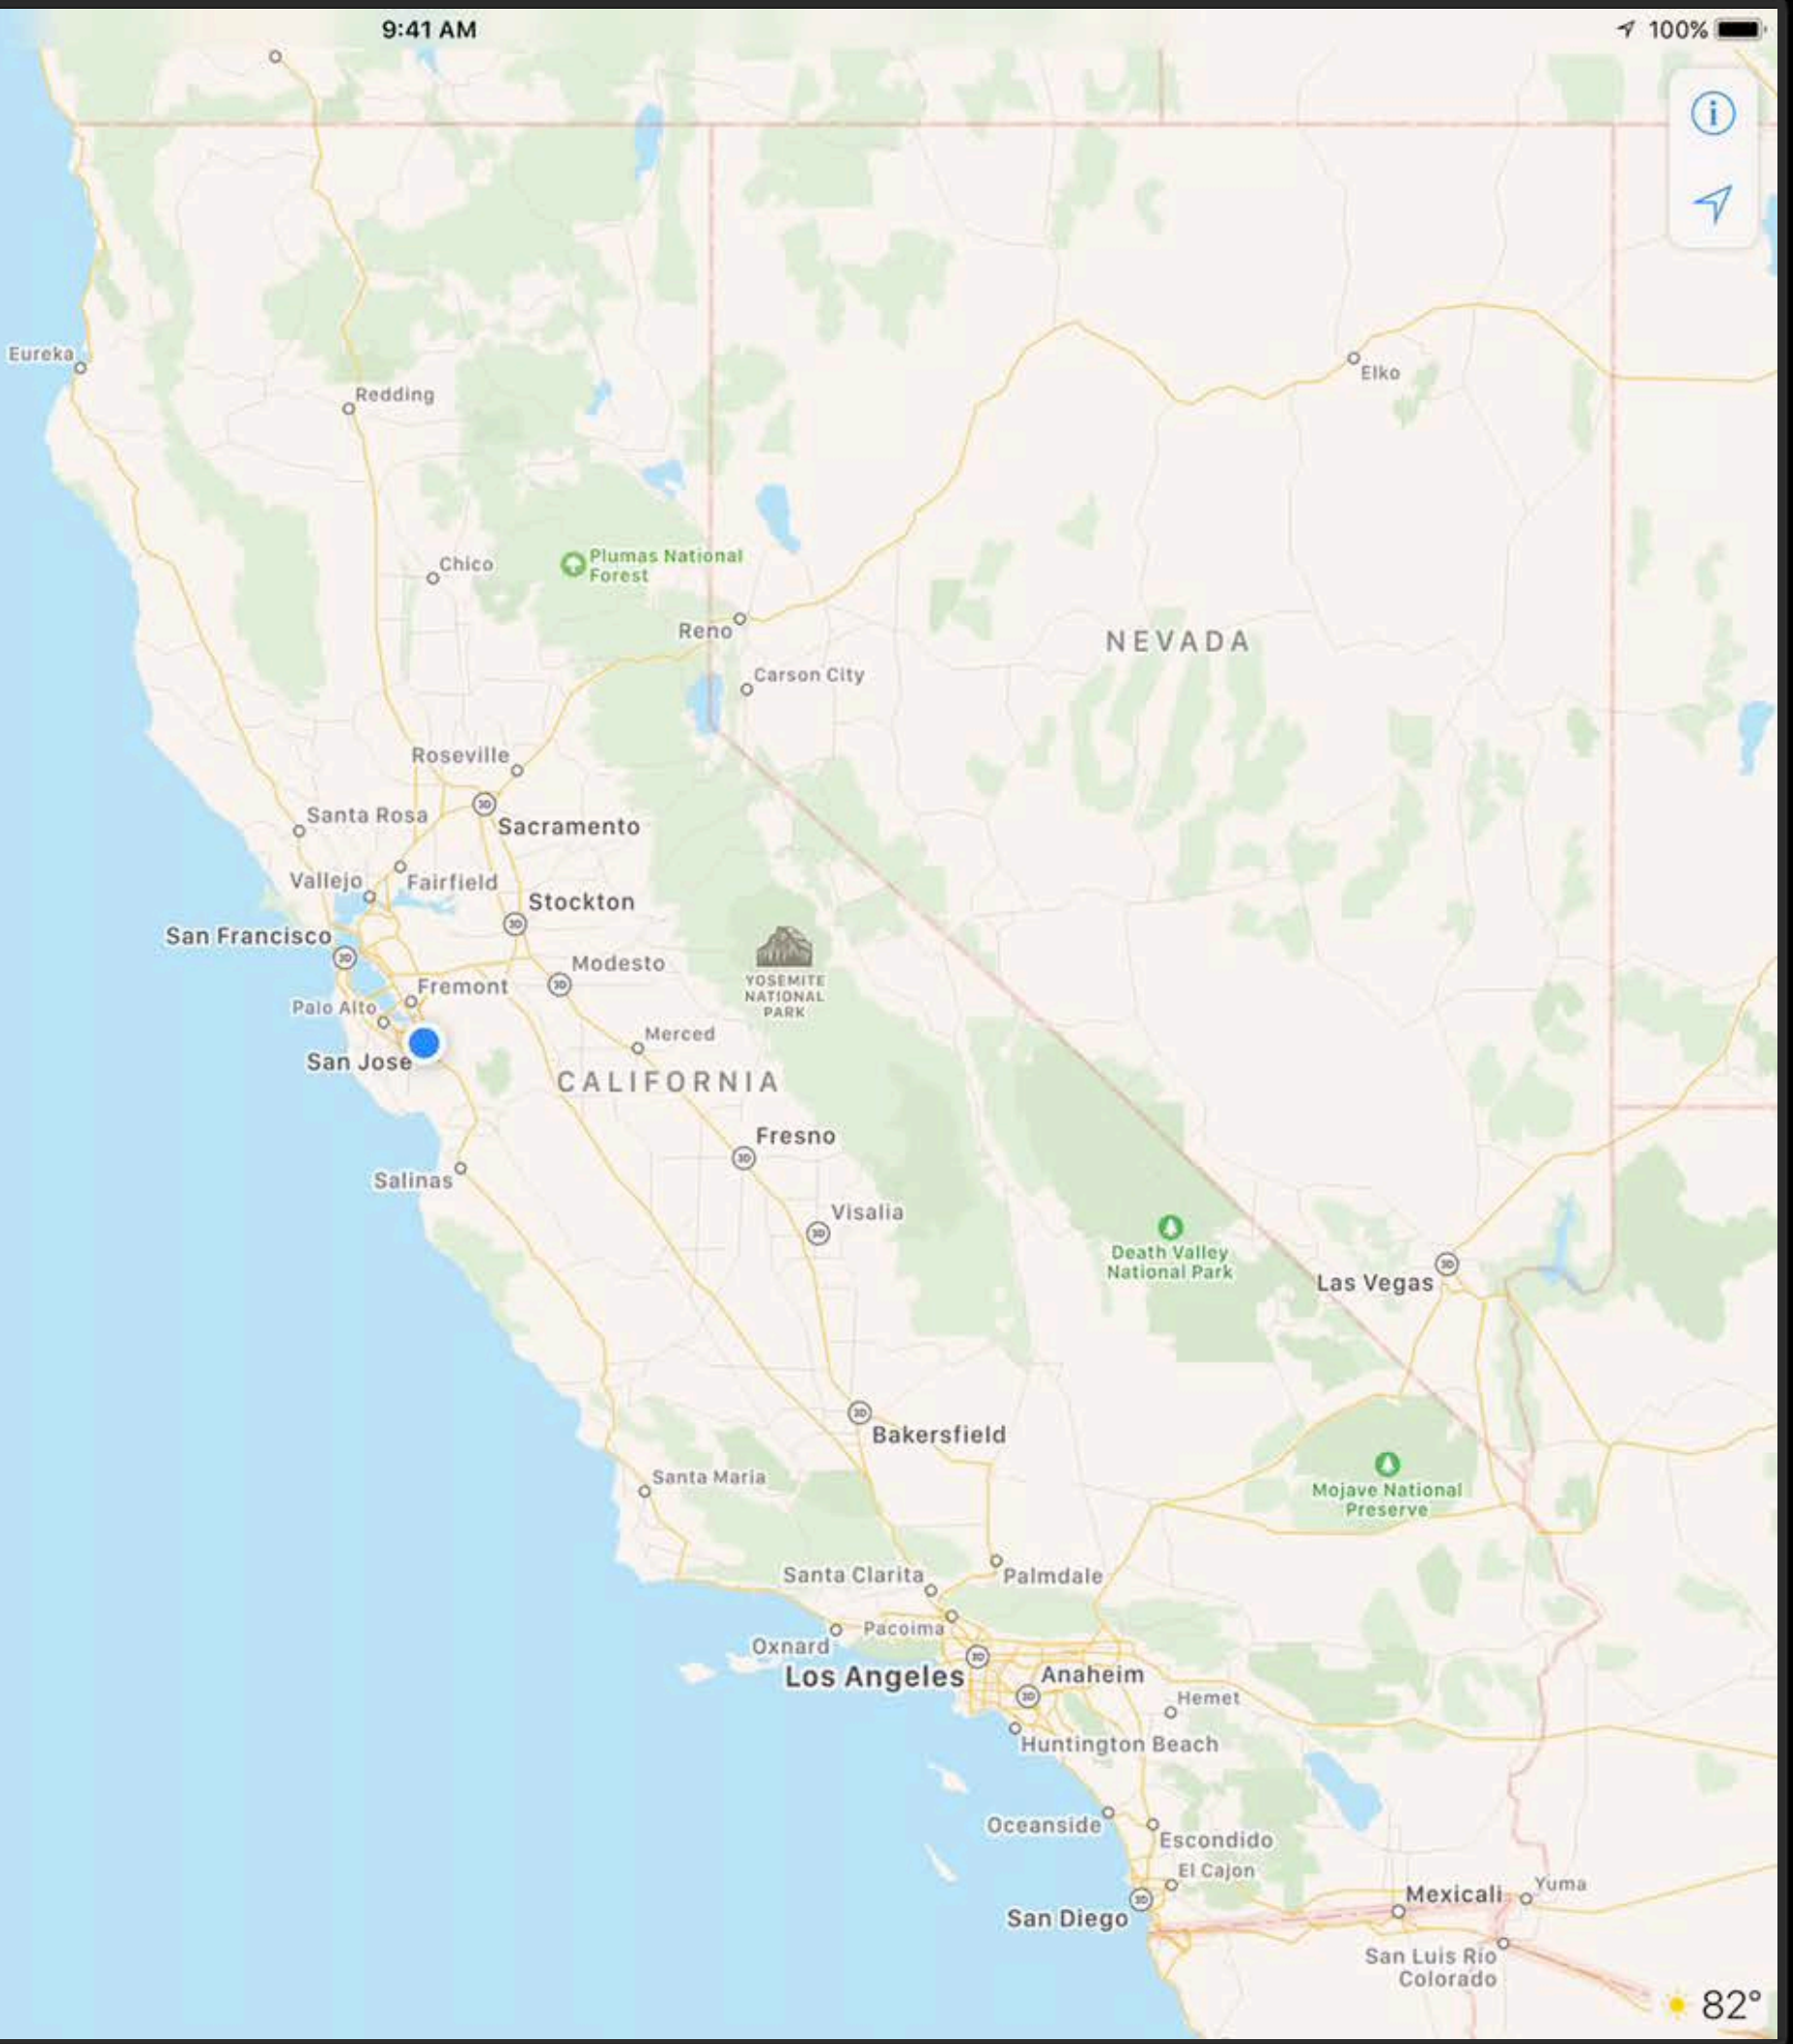 9:41 AM
100%
Eureka
Redding
Elko
Chico
Plumas National
Forest
Reno
NEVADA
Carson City
Roseville
Santa Rosa
Sacramento
Vallejo
Fairfield
Stockton
San Francisco
Modesto
YOSEMITE
NATIONAL
PARK
Fremont
Palo Alto
Merced
San Jose
CALIFORNIA
Fresno
Salinas
Visalia
Death Valley
National Park
Las Vegas
Bakersfield
Santa Maria
Mojave National
Preserve
Santa Clarita
Palmdale
Pacoima
Oxnard
Los Angeles
Anaheim
Hemet
Huntington Beach
Oceanside
Escondido
El Cajon
Mexicali
Yuma
San Diego
San Luis Río
Colorado
82°